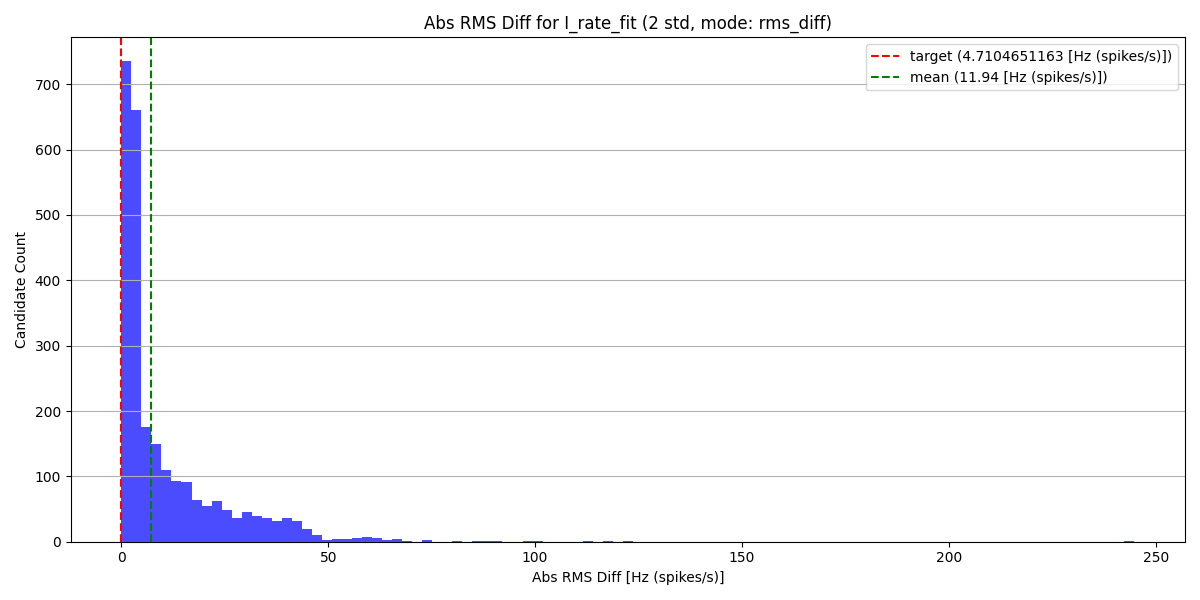 Abs RMS Diff for I_rate_fit (2 std, mode: rms_diff)
target (4.7104651163 [Hz (spikes/s)])
mean (11.94 [Hz (spikes/s)])
Candidate Count
700
600
500
400
300
200
100
0
0 50 100 150 200 250
Abs RMS Diff [Hz (spikes/s)]